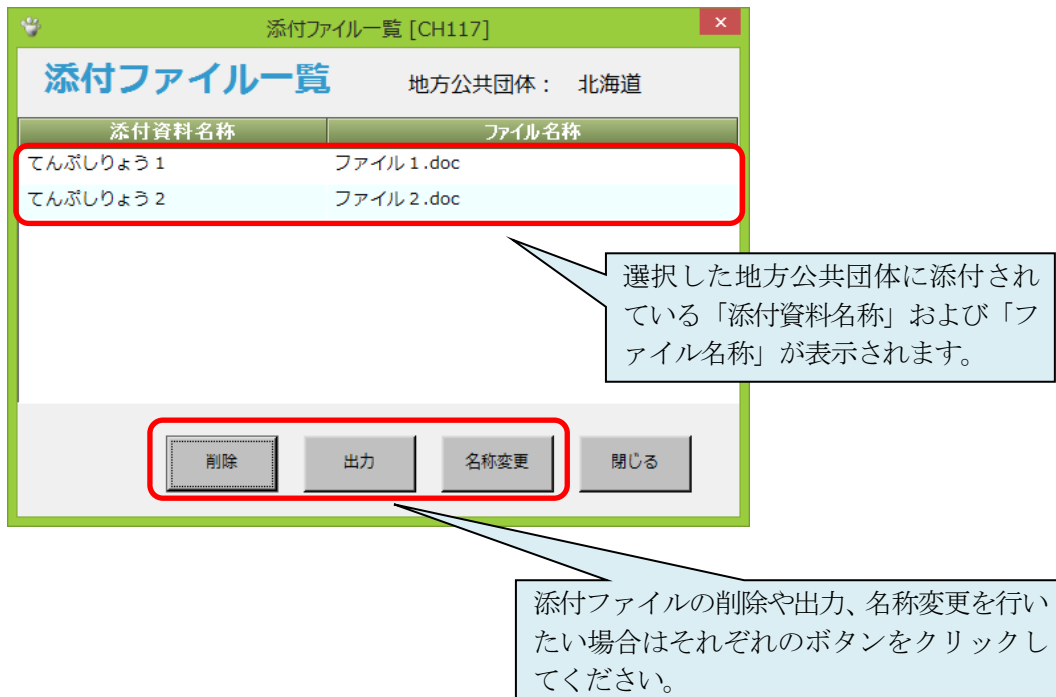 添付ファイル一覧 [CH117]
×
添付ファイル一覧 地方公共団体： 北海道
添付資料名称 ファイル名称
てんぷしりょう１ ファイル１.doc
てんぷしりょう２ ファイル２.doc
選択した地方公共団体に添付され
ている「添付資料名称」および「フ
ァイル名称」が表示されます。
削除 出力 名称変更 閉じる
添付ファイルの削除や出力、名称変更を行い
たい場合はそれぞれのボタンをクリックし
てください。